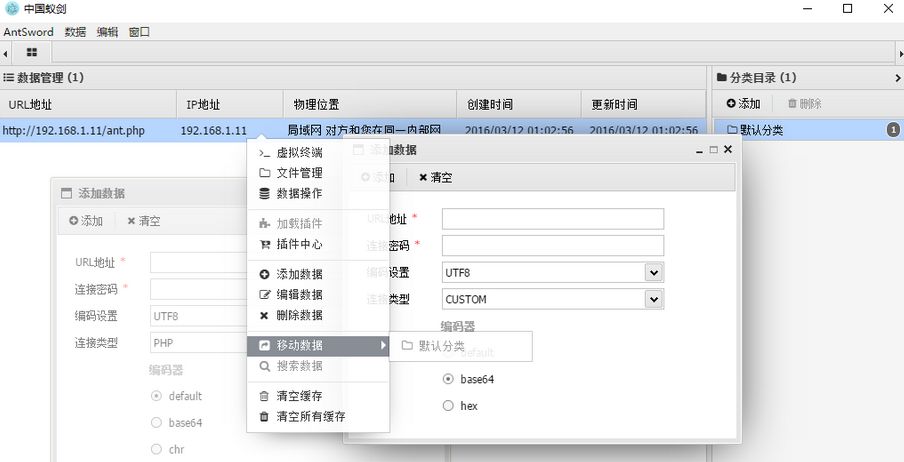 中国蚁剑
AntSword 数据 编辑 窗口
数据管理 (1)
分类目录 (1)
URL地址 IP地址 物理位置 创建时间 更新时间
添加 删除
http://192.168.1.11/ant.php 192.168.1.11 局域网 对方和您在同一内部网 2016/03/12 01:02:56 2016/03/12 01:02:56
默认分类 1
虚拟终端
文件管理
数据操作
加载插件
插件中心
添加数据
编辑数据
删除数据
移动数据
默认分类
搜索数据
清空缓存
清空所有缓存
添加数据
添加 清空
URL地址 *
连接密码 *
编码设置 UTF8
连接类型 PHP
编码器
default
base64
chr
添加数据
添加 清空
URL地址 *
连接密码 *
编码设置 UTF8
连接类型 CUSTOM
编码器
default
base64
hex